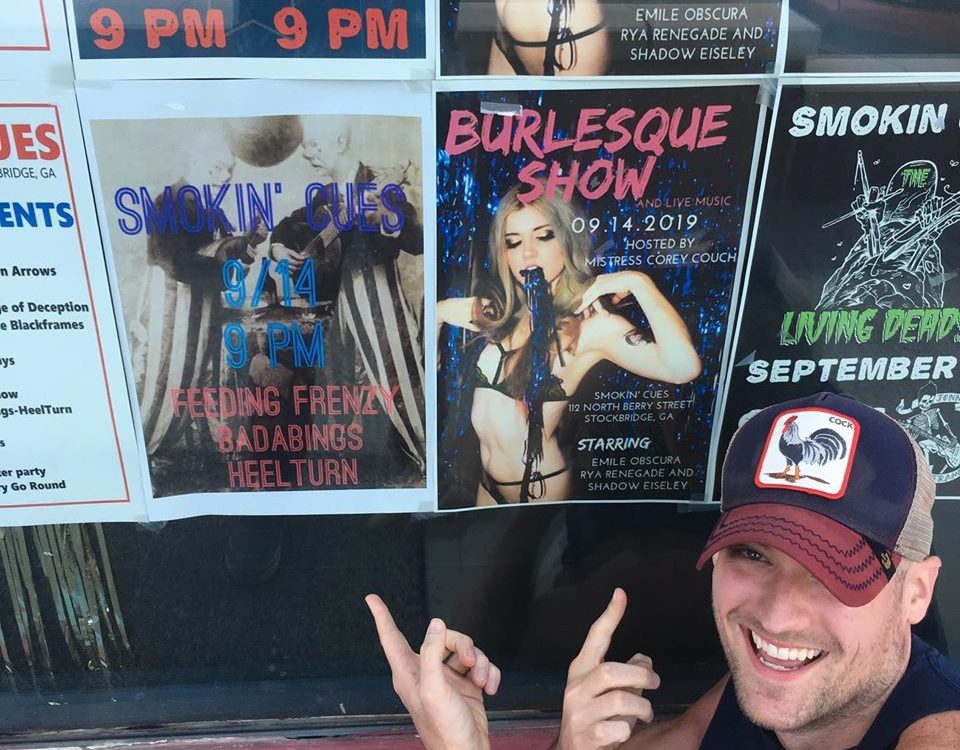 9 PM 9 PM
EMILE OBSCURA
RYA RENEGADE AND
SHADOW EISELEY
UES
BRIDGE, GA
ENTS
n Arrows
ge of Deception
e Blackframes
ays
ow
ngs-HeelTurn
s
ter party
ry Go Round
SMOKIN' CUES
9/14
9 PM
FEEDING FRENZY
BADABINGS
HEELTURN
BURLESQUE
SHOW
AND LIVE MUSIC
09.14.2019
HOSTED BY
MISTRESS COREY COUCH
SMOKIN' CUES
112 NORTH BERRY STREET
STOCKBRIDGE, GA
STARRING
EMILE OBSCURA
RYA RENEGADE AND
SHADOW EISELEY
SMOKIN
THE
LIVING DEADS
SEPTEMBER
COCK